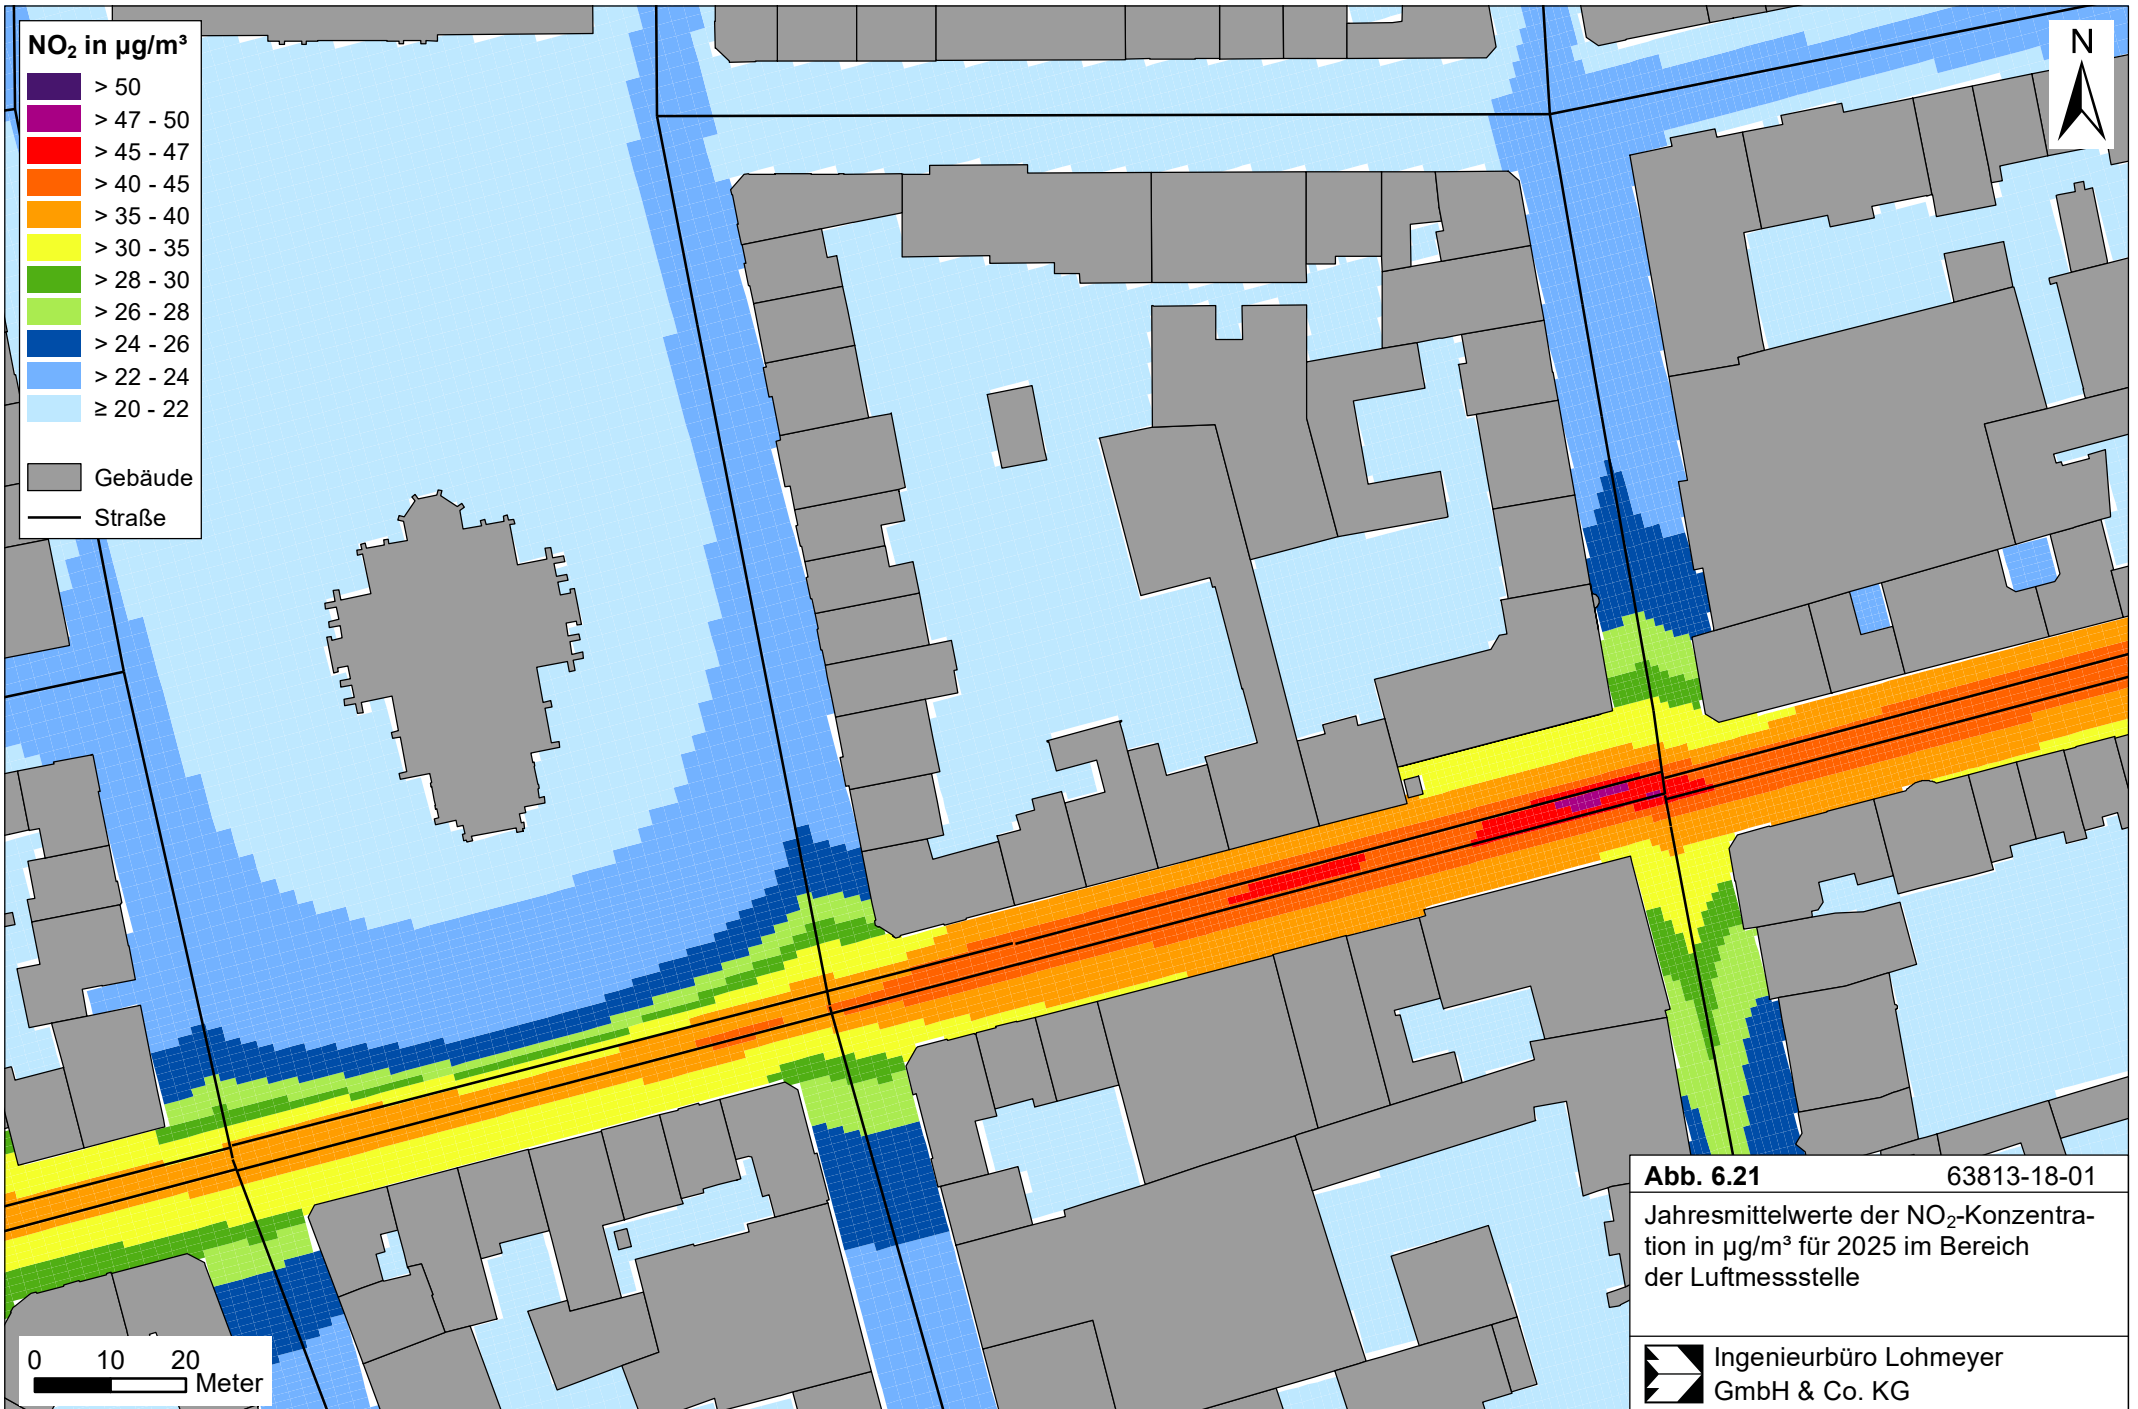 NO₂ in µg/m³
> 50
> 47 - 50
> 45 - 47
> 40 - 45
> 35 - 40
> 30 - 35
> 28 - 30
> 26 - 28
> 24 - 26
> 22 - 24
≥ 20 - 22
Gebäude
Straße
N
0 10 20
Meter
Abb. 6.21 63813-18-01
Jahresmittelwerte der NO₂-Konzentra-
tion in µg/m³ für 2025 im Bereich
der Luftmessstelle
Ingenieurbüro Lohmeyer
GmbH & Co. KG